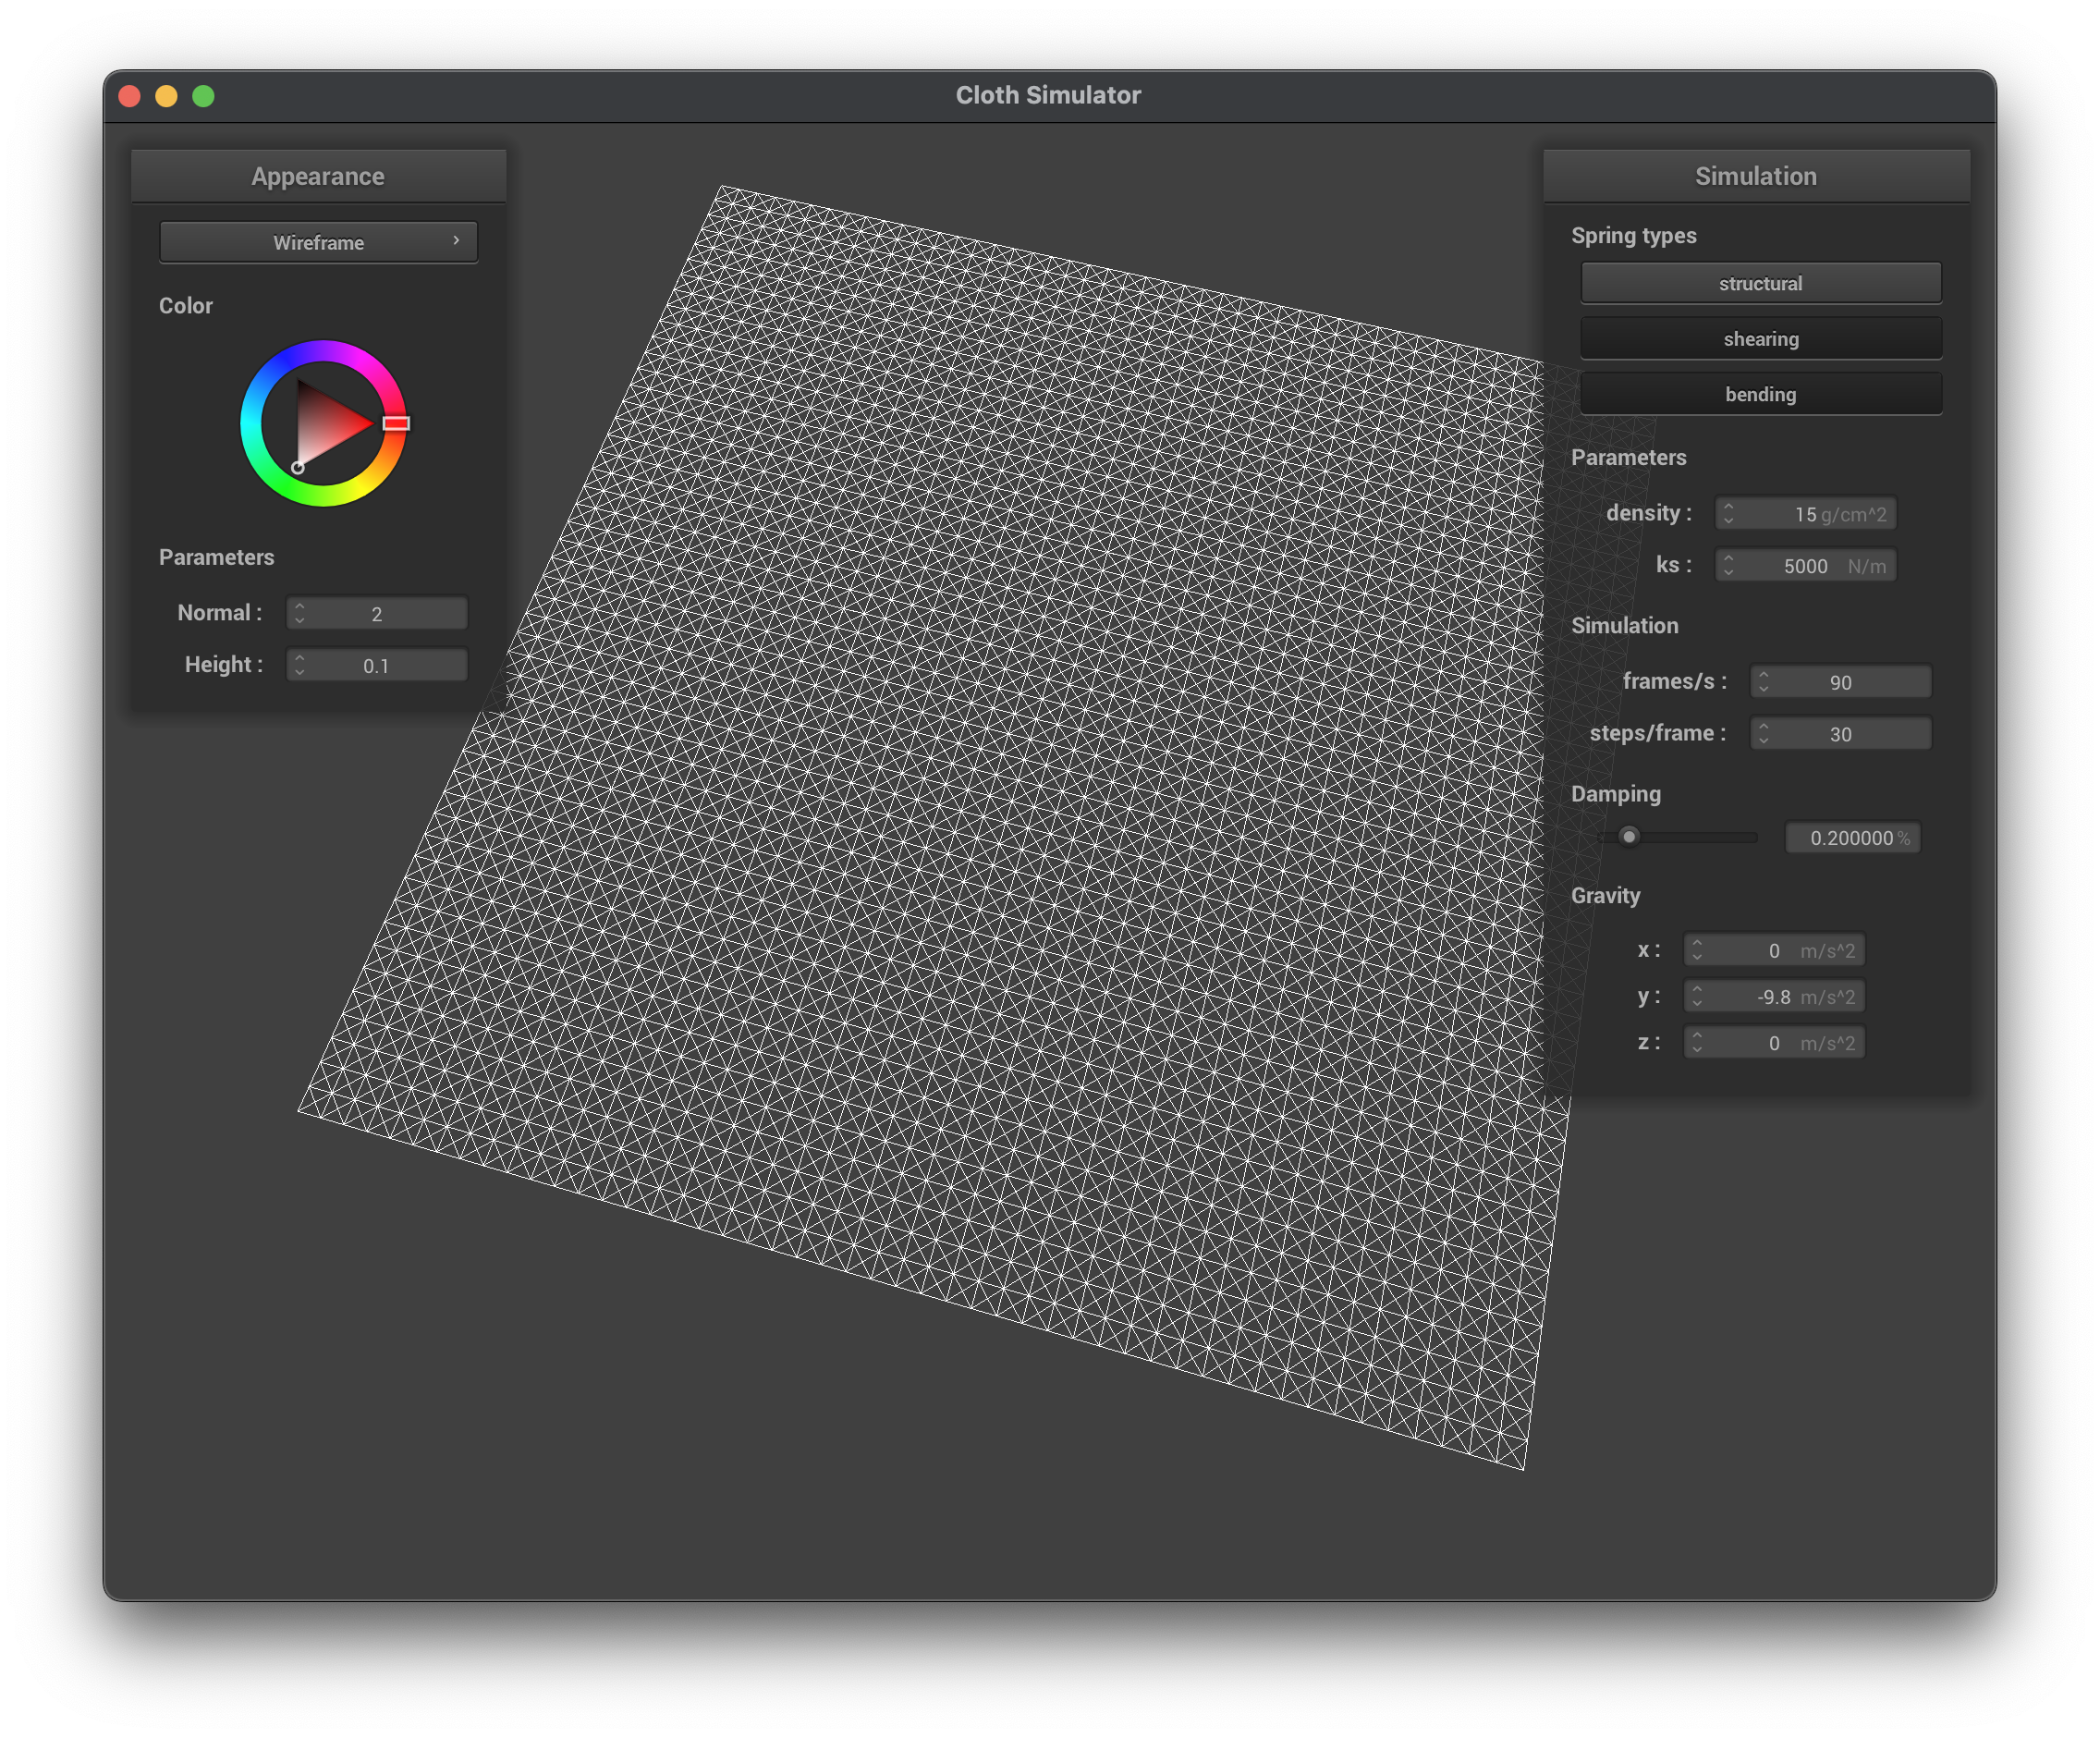 Cloth Simulator
Appearance
Wireframe
Color
Parameters
Normal : 2
Height : 0.1
Simulation
Spring types
structural
shearing
bending
Parameters
density : 15 g/cm^2
ks : 5000 N/m
Simulation
frames/s : 90
steps/frame : 30
Damping
0.200000 %
Gravity
x : 0 m/s^2
y : -9.8 m/s^2
z : 0 m/s^2